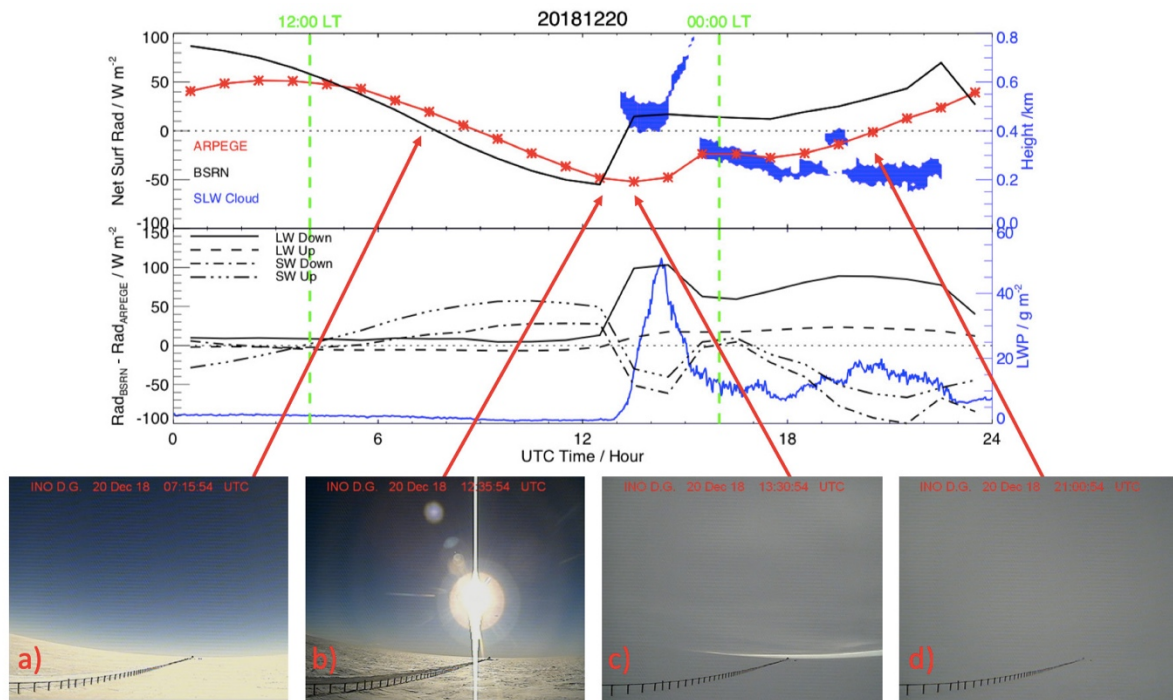 12:00 LT
20181220
00:00 LT
100
50
0
-50
-100
Net Surf Rad / W m⁻²
ARPEGE
BSRN
SLW Cloud
0.8
0.6
0.4
0.2
0.0
Height /km
150
100
50
0
-50
-100
Rad_BSRN - Rad_ARPEGE / W m⁻²
LW Down
LW Up
SW Down
SW Up
60
40
20
0
LWP / g m⁻²
0 6 12 18 24
UTC Time / Hour
INO D.G. 20 Dec 18 07:15:54 UTC
a)
INO D.G. 20 Dec 18 12:35:54 UTC
b)
INO D.G. 20 Dec 18 13:30:54 UTC
c)
INO D.G. 20 Dec 18 21:00:54 UTC
d)